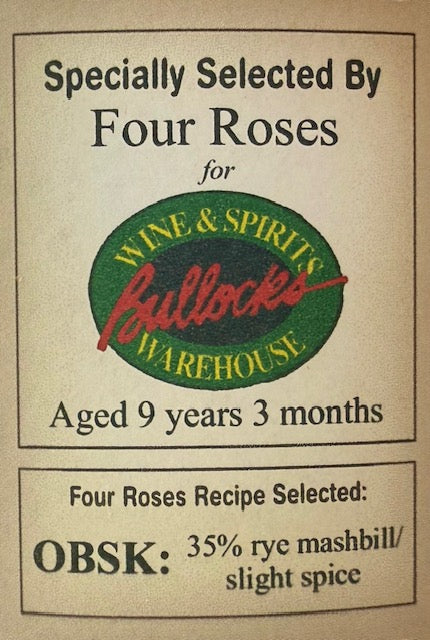 Specially Selected By
Four Roses
for
WINE & SPIRITS
Bullocks
WAREHOUSE
Aged 9 years 3 months
Four Roses Recipe Selected:
OBSK: 35% rye mashbill/
slight spice